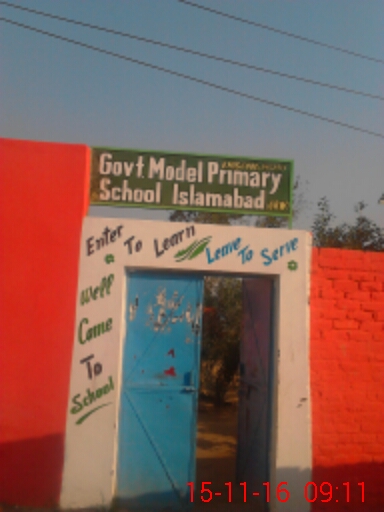 Govt. Model Primary
School Islamabad
Enter To Learn Leave To Serve
Well
Come
To
School
15-11-16 09:11